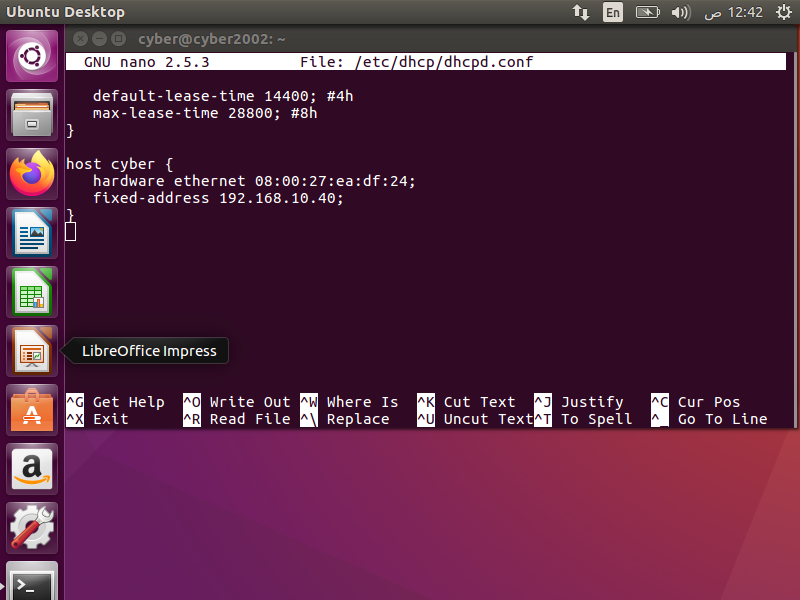 Ubuntu Desktop
En
12:42 ص
cyber@cyber2002: ~
GNU nano 2.5.3 File: /etc/dhcp/dhcpd.conf
default-lease-time 14400; #4h
max-lease-time 28800; #8h
}
host cyber {
hardware ethernet 08:00:27:ea:df:24;
fixed-address 192.168.10.40;
}
LibreOffice Impress
^G Get Help ^O Write Out ^W Where Is ^K Cut Text ^J Justify ^C Cur Pos
^X Exit ^R Read File ^\ Replace ^U Uncut Text ^T To Spell ^_ Go To Line